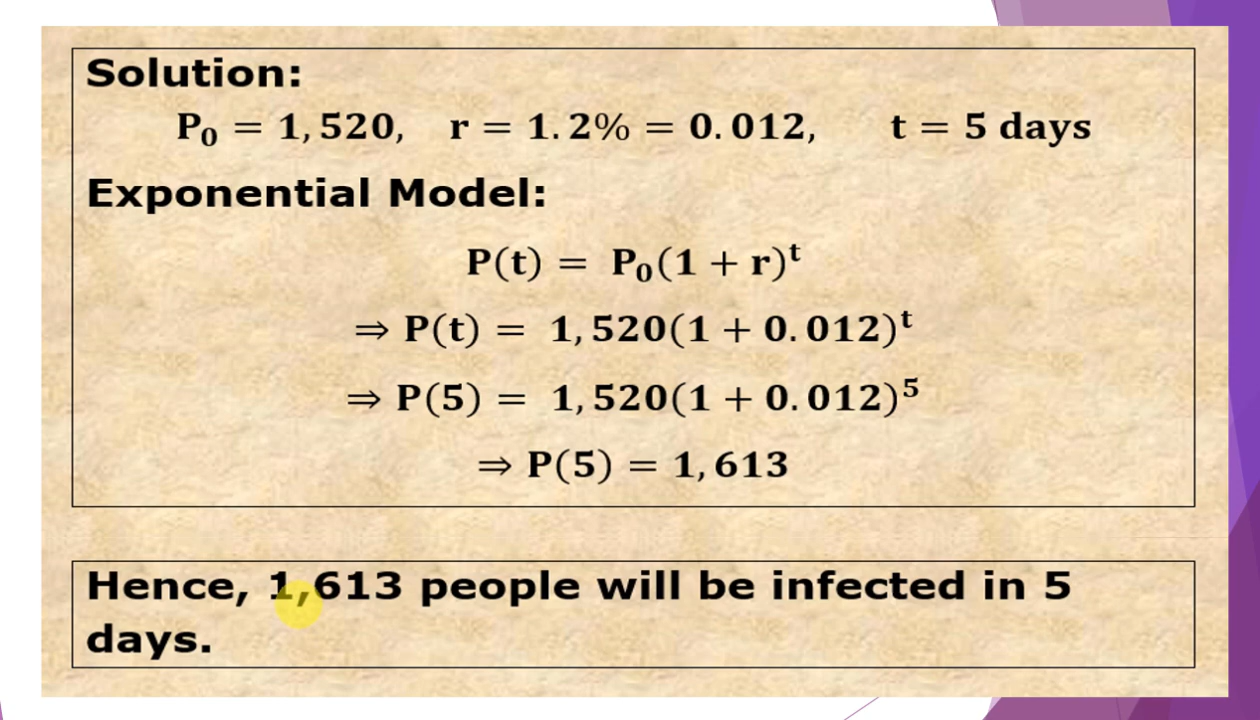 Solution:
P₀ = 1,520, r = 1.2% = 0.012, t = 5 days
Exponential Model:
P(t) = P₀(1 + r)ᵗ
⇒ P(t) = 1,520(1 + 0.012)ᵗ
⇒ P(5) = 1,520(1 + 0.012)⁵
⇒ P(5) = 1,613
Hence, 1,613 people will be infected in 5
days.